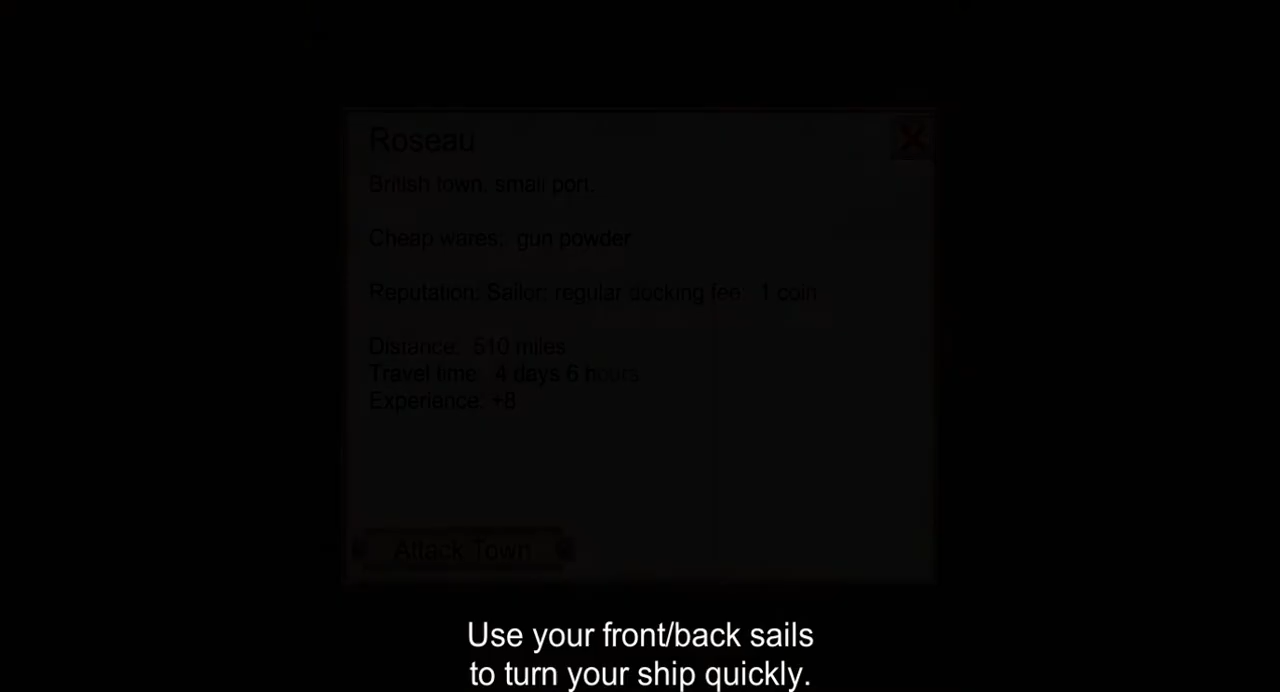 Roseau
British town, small port.
Cheap wares: gun powder
Reputation: Sailor; regular docking fee: 1 coin
Distance: 510 miles
Travel time: 4 days 6 hours
Experience: +8
Attack Town
Use your front/back sails
to turn your ship quickly.